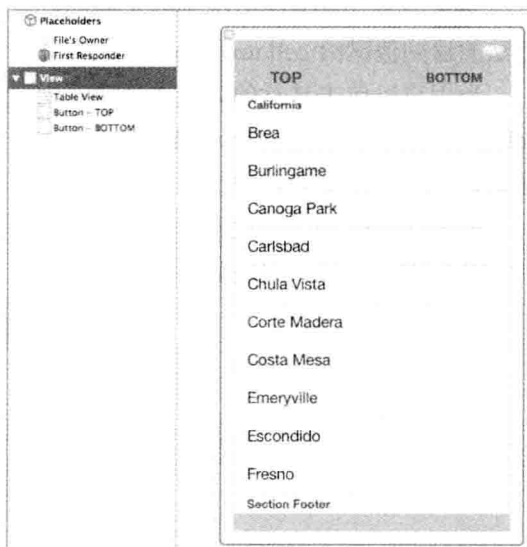 Placeholders
File's Owner
First Responder
View
Table View
Button - TOP
Button - BOTTOM
TOP
BOTTOM
California
Brea
Burlingame
Canoga Park
Carlsbad
Chula Vista
Corte Madera
Costa Mesa
Emeryville
Escondido
Fresno
Section Footer